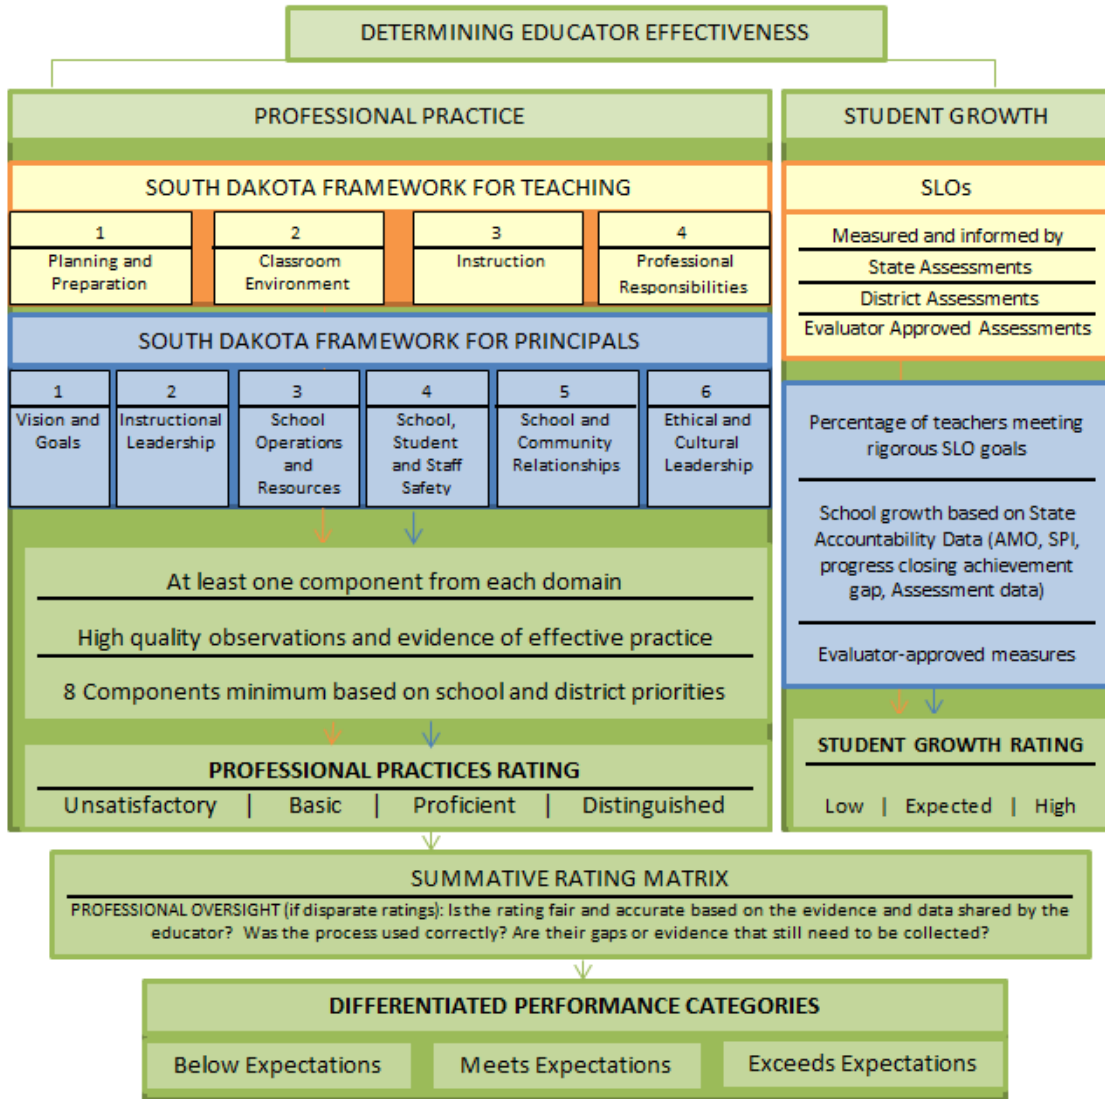 DETERMINING EDUCATOR EFFECTIVENESS
PROFESSIONAL PRACTICE
SOUTH DAKOTA FRAMEWORK FOR TEACHING
1
Planning and
Preparation
2
Classroom
Environment
3
Instruction
4
Professional
Responsibilities
SOUTH DAKOTA FRAMEWORK FOR PRINCIPALS
1
Vision and
Goals
2
Instructional
Leadership
3
School
Operations
and
Resources
4
School,
Student
and Staff
Safety
5
School and
Community
Relationships
6
Ethical and
Cultural
Leadership
At least one component from each domain
High quality observations and evidence of effective practice
8 Components minimum based on school and district priorities
PROFESSIONAL PRACTICES RATING
Unsatisfactory | Basic | Proficient | Distinguished
STUDENT GROWTH
SLOs
Measured and informed by
State Assessments
District Assessments
Evaluator Approved Assessments
Percentage of teachers meeting
rigorous SLO goals
School growth based on State
Accountability Data (AMO, SPI,
progress closing achievement
gap, Assessment data)
Evaluator-approved measures
STUDENT GROWTH RATING
Low | Expected | High
SUMMATIVE RATING MATRIX
PROFESSIONAL OVERSIGHT (if disparate ratings): Is the rating fair and accurate based on the evidence and data shared by the
educator? Was the process used correctly? Are their gaps or evidence that still need to be collected?
DIFFERENTIATED PERFORMANCE CATEGORIES
Below Expectations
Meets Expectations
Exceeds Expectations